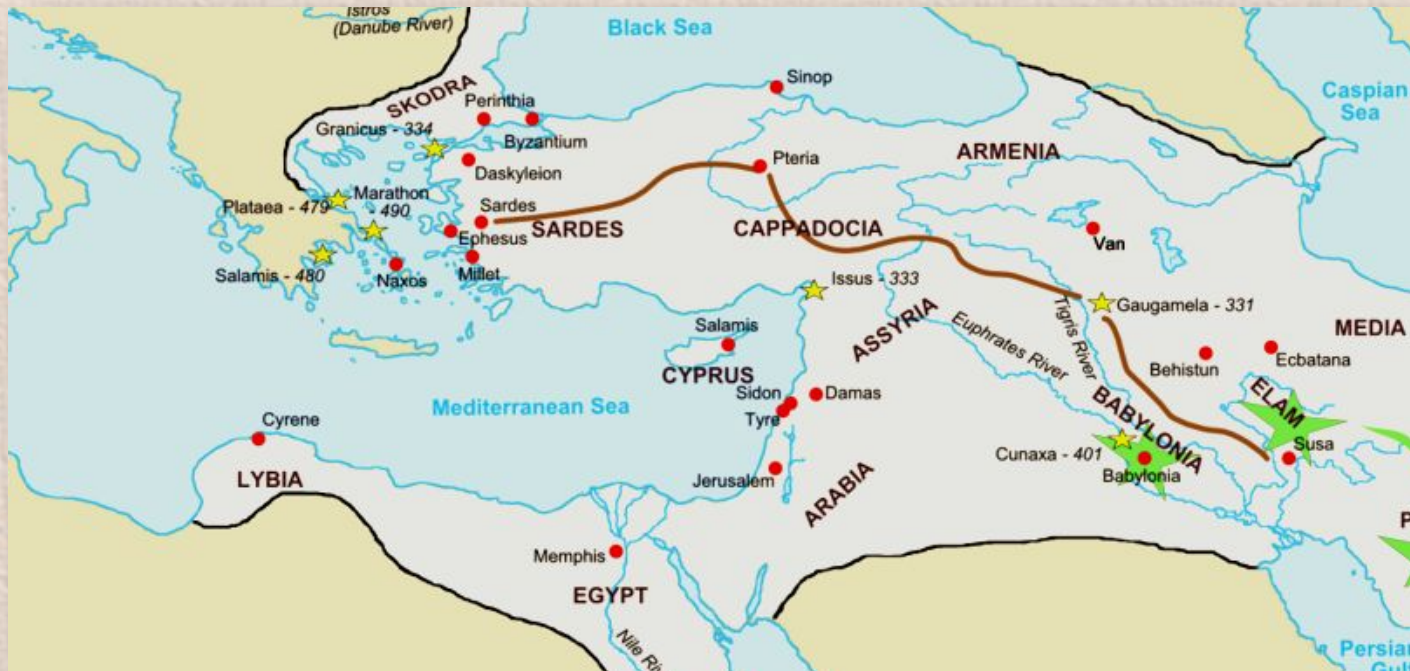 Istros
(Danube River)
Black Sea
Caspian
Sea
Sinop
SKODRA
Perinthia
Byzantium
Granicus - 334
Daskyleion
Pteria
ARMENIA
Marathon
- 490
Plataea - 479
Sardes
SARDES
Ephesus
CAPPADOCIA
Van
Salamis - 480
Naxos
Millet
Issus - 333
Gaugamela - 331
Tigris River
MEDIA
Salamis
CYPRUS
ASSYRIA
Euphrates River
Behistun
Ecbatana
Sidon
Damas
Tyre
Mediterranean Sea
BABYLONIA
ELAM
Cyrene
LYBIA
Cunaxa - 401
Babylonia
Susa
Jerusalem
ARABIA
P
Memphis
EGYPT
Nile Riv
Persian
Gul